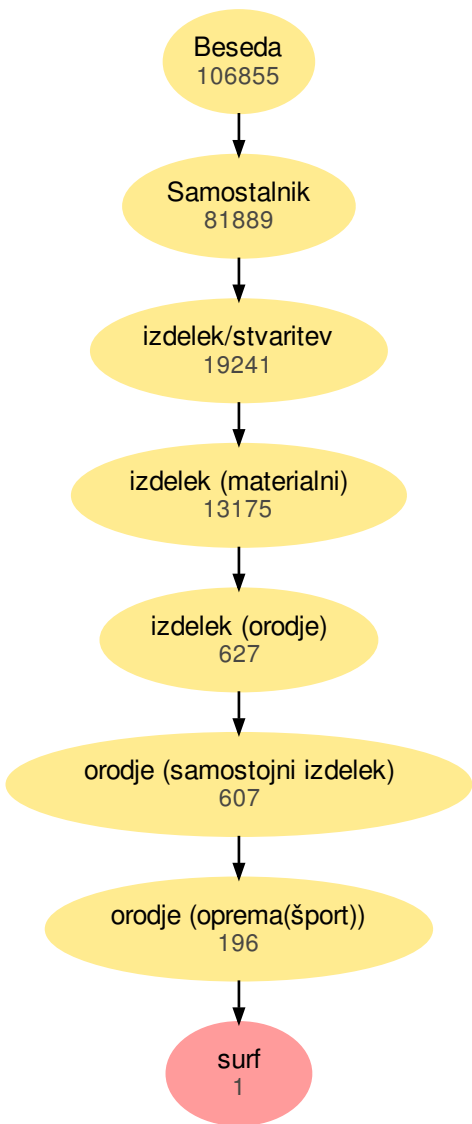 Beseda
106855
Samostalnik
81889
izdelek/stvaritev
19241
izdelek (materialni)
13175
izdelek (orodje)
627
orodje (samostojni izdelek)
607
orodje (oprema(šport))
196
surf
1